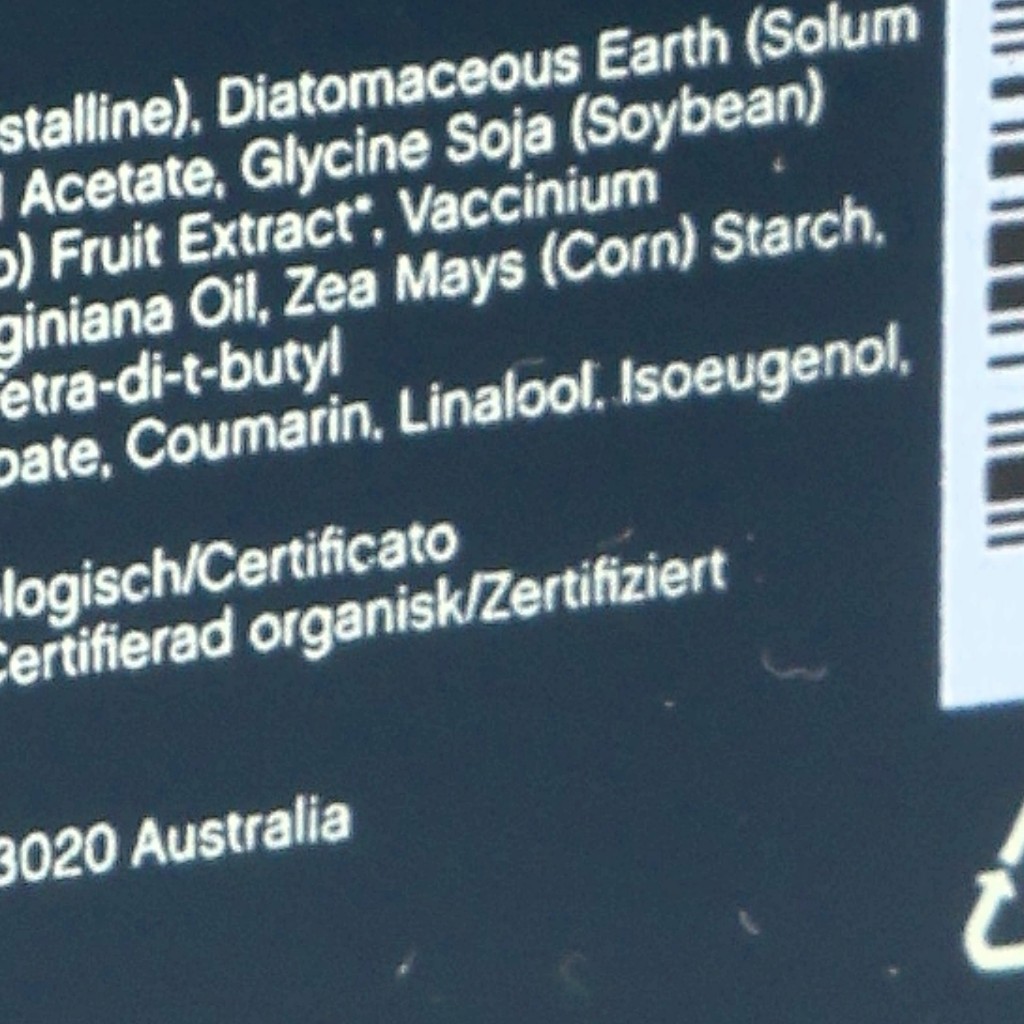 stalline), Diatomaceous Earth (Solum
Acetate, Glycine Soja (Soybean)
o) Fruit Extract*, Vaccinium
giniana Oil, Zea Mays (Corn) Starch,
etra-di-t-butyl
oate, Coumarin, Linalool, Isoeugenol,
logisch/Certificato
Certifierad organisk/Zertifiziert
3020 Australia